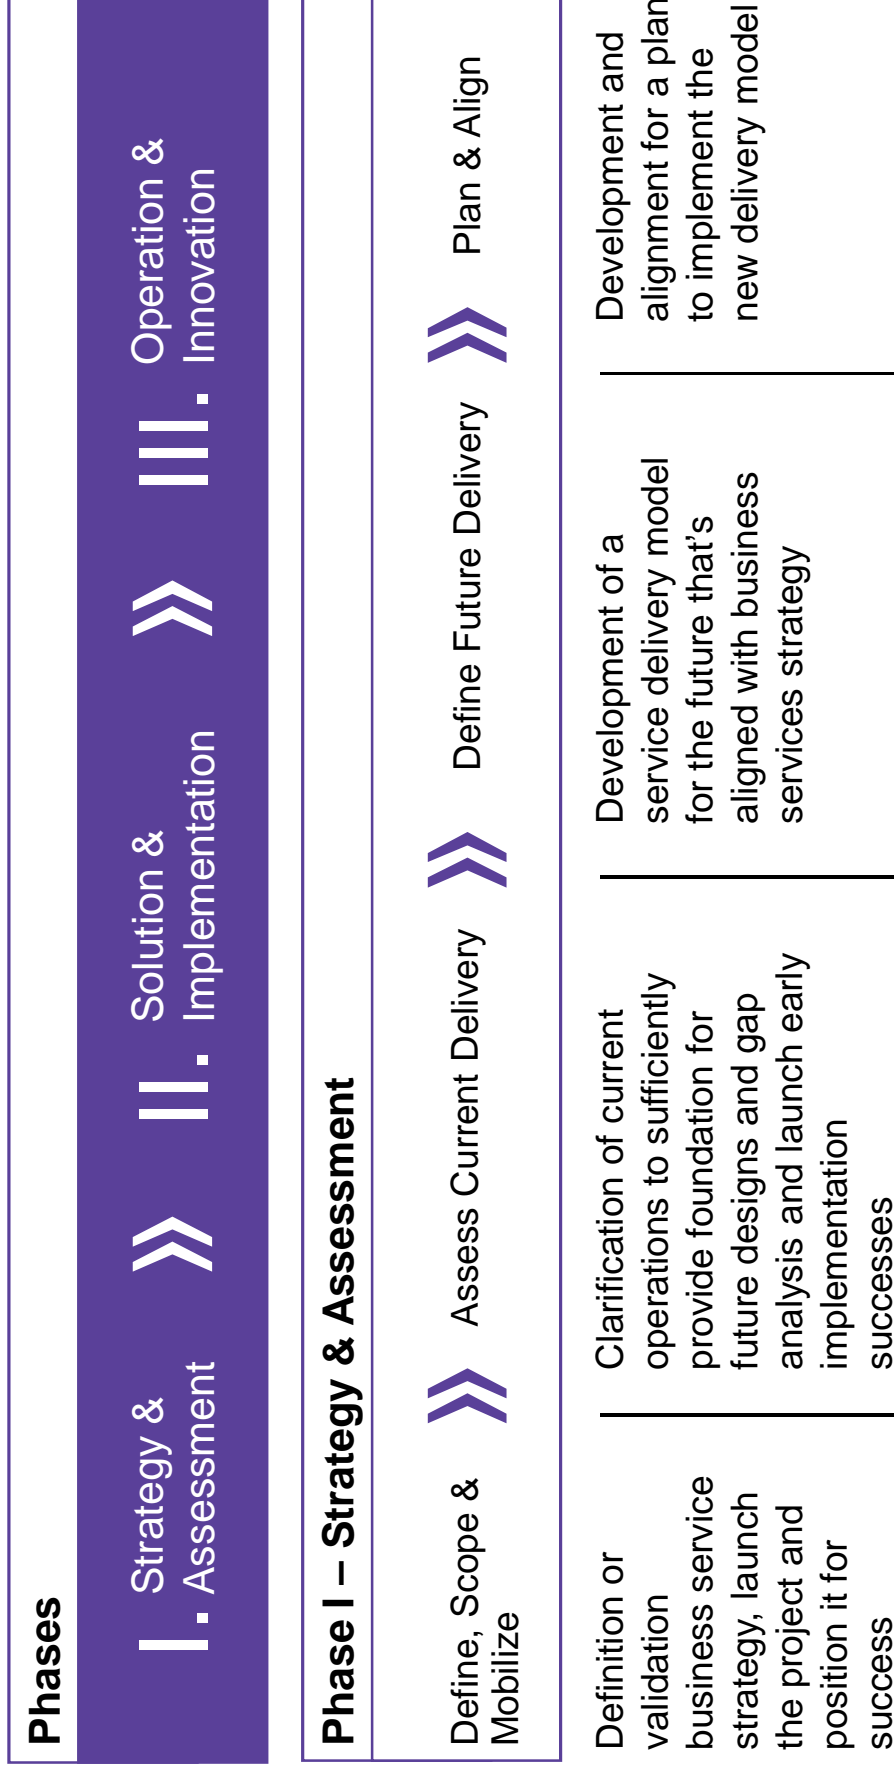 Phases
I. Strategy &
Assessment
II. Solution &
Implementation
III. Operation &
Innovation
Phase I – Strategy & Assessment
Define, Scope &
Mobilize
Assess Current Delivery
Define Future Delivery
Plan & Align
Definition or
validation
business service
strategy, launch
the project and
position it for
success
Clarification of current
operations to sufficiently
provide foundation for
future designs and gap
analysis and launch early
implementation
successes
Development of a
service delivery model
for the future that’s
aligned with business
services strategy
Development and
alignment for a plan
to implement the
new delivery model